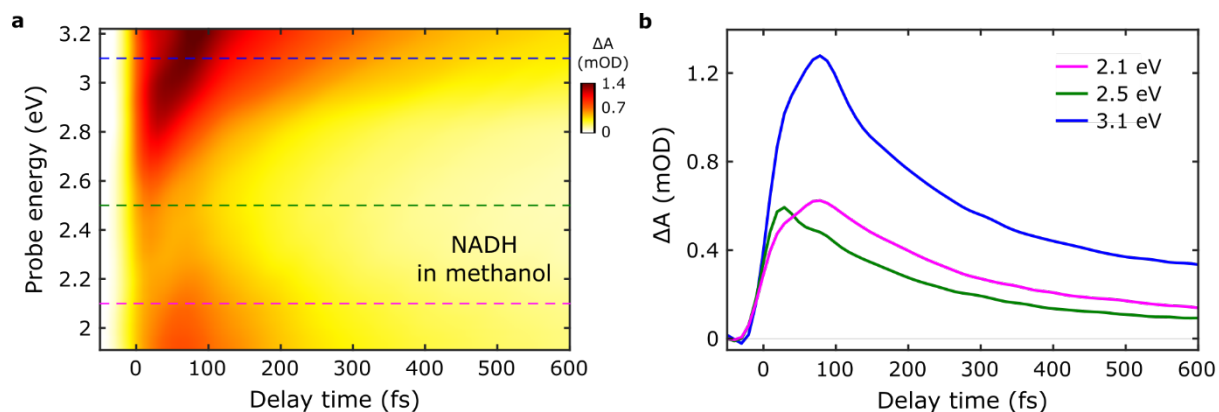 a
3.2
3
2.8
2.6
2.4
2.2
2
Probe energy (eV)
0
100
200
300
400
500
600
Delay time (fs)
NADH
in methanol
ΔA
(mOD)
1.4
0.7
0
b
1.2
0.8
0.4
0
ΔA (mOD)
0
100
200
300
400
500
600
Delay time (fs)
2.1 eV
2.5 eV
3.1 eV